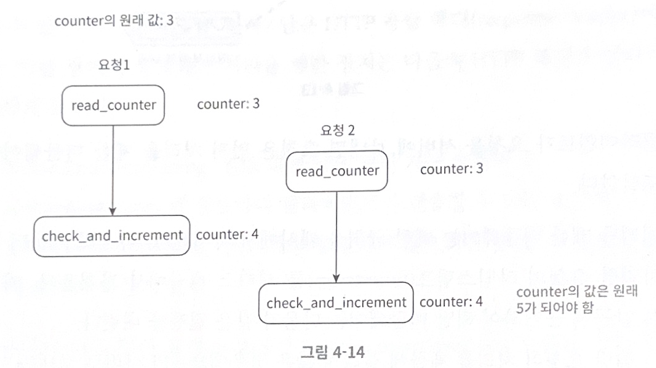 counter의 원래 값: 3
요청1
read_counter
counter: 3
요청 2
read_counter
counter: 3
check_and_increment
counter: 4
check_and_increment
counter: 4
counter의 값은 원래
5가 되어야 함
그림 4-14